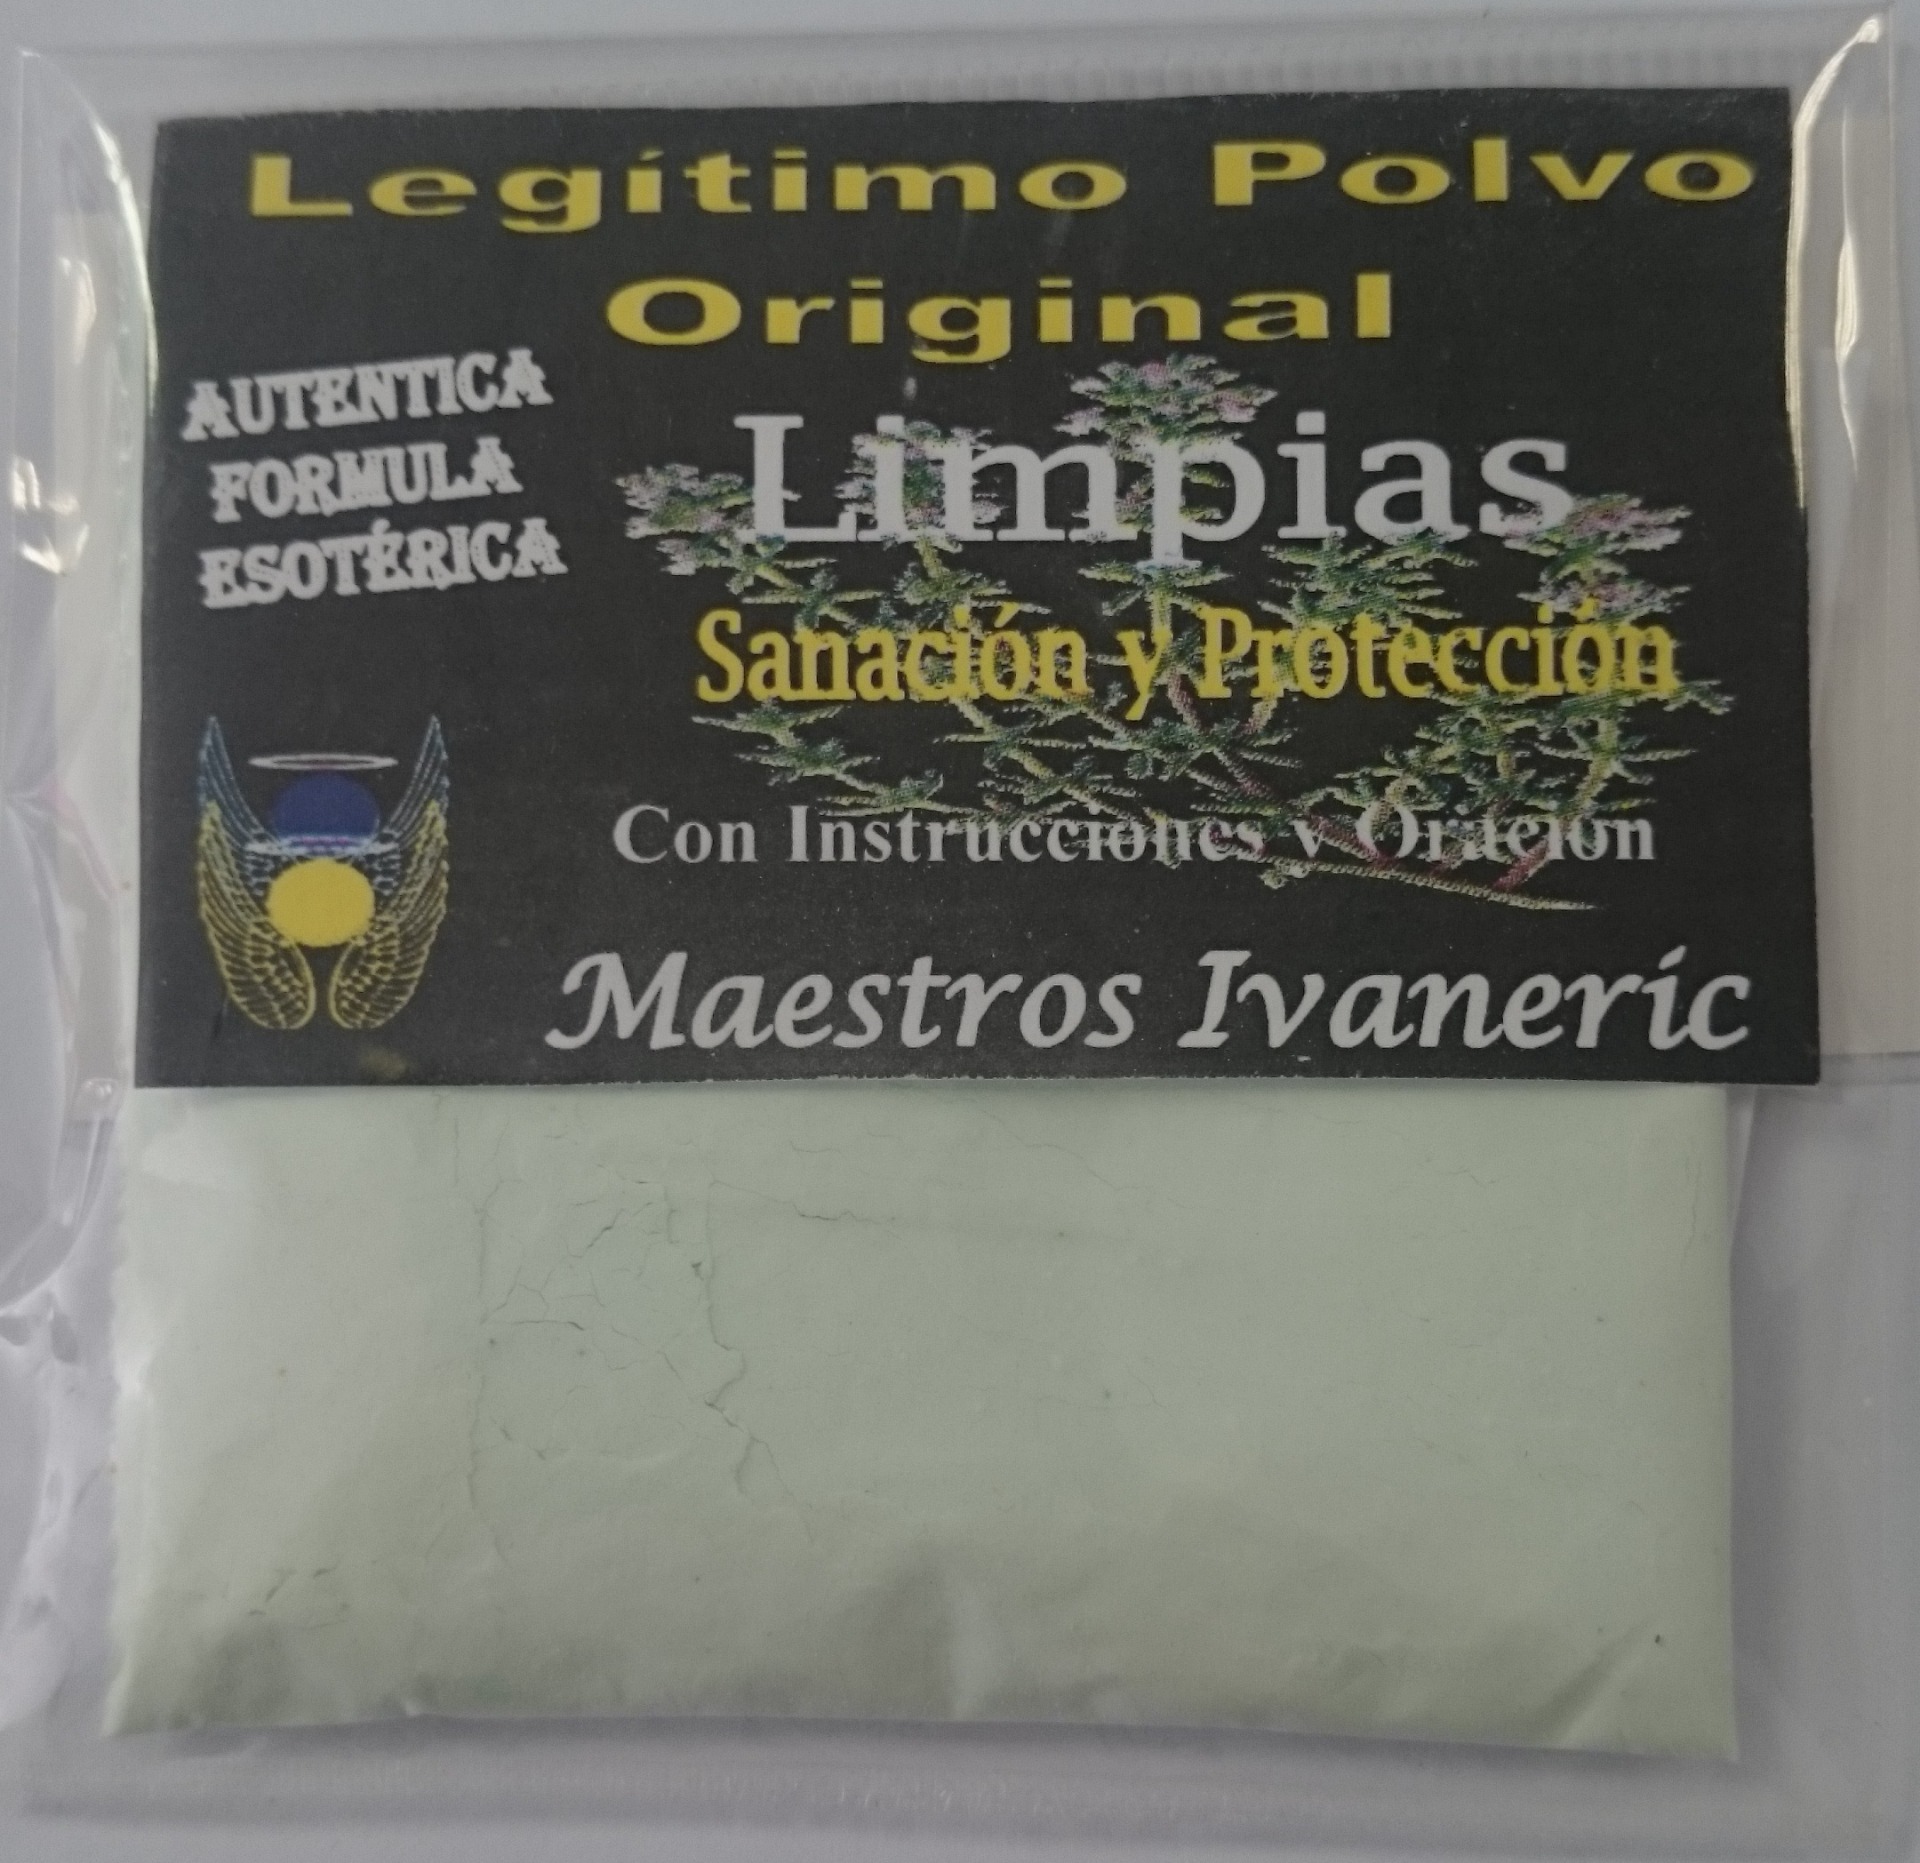 Legítimo Polvo
Original
AUTENTICA
FORMULA
ESOTÉRICA
Limpias
Sanación y Protección
Con Instrucciones y Oración
Maestros Ivaneric